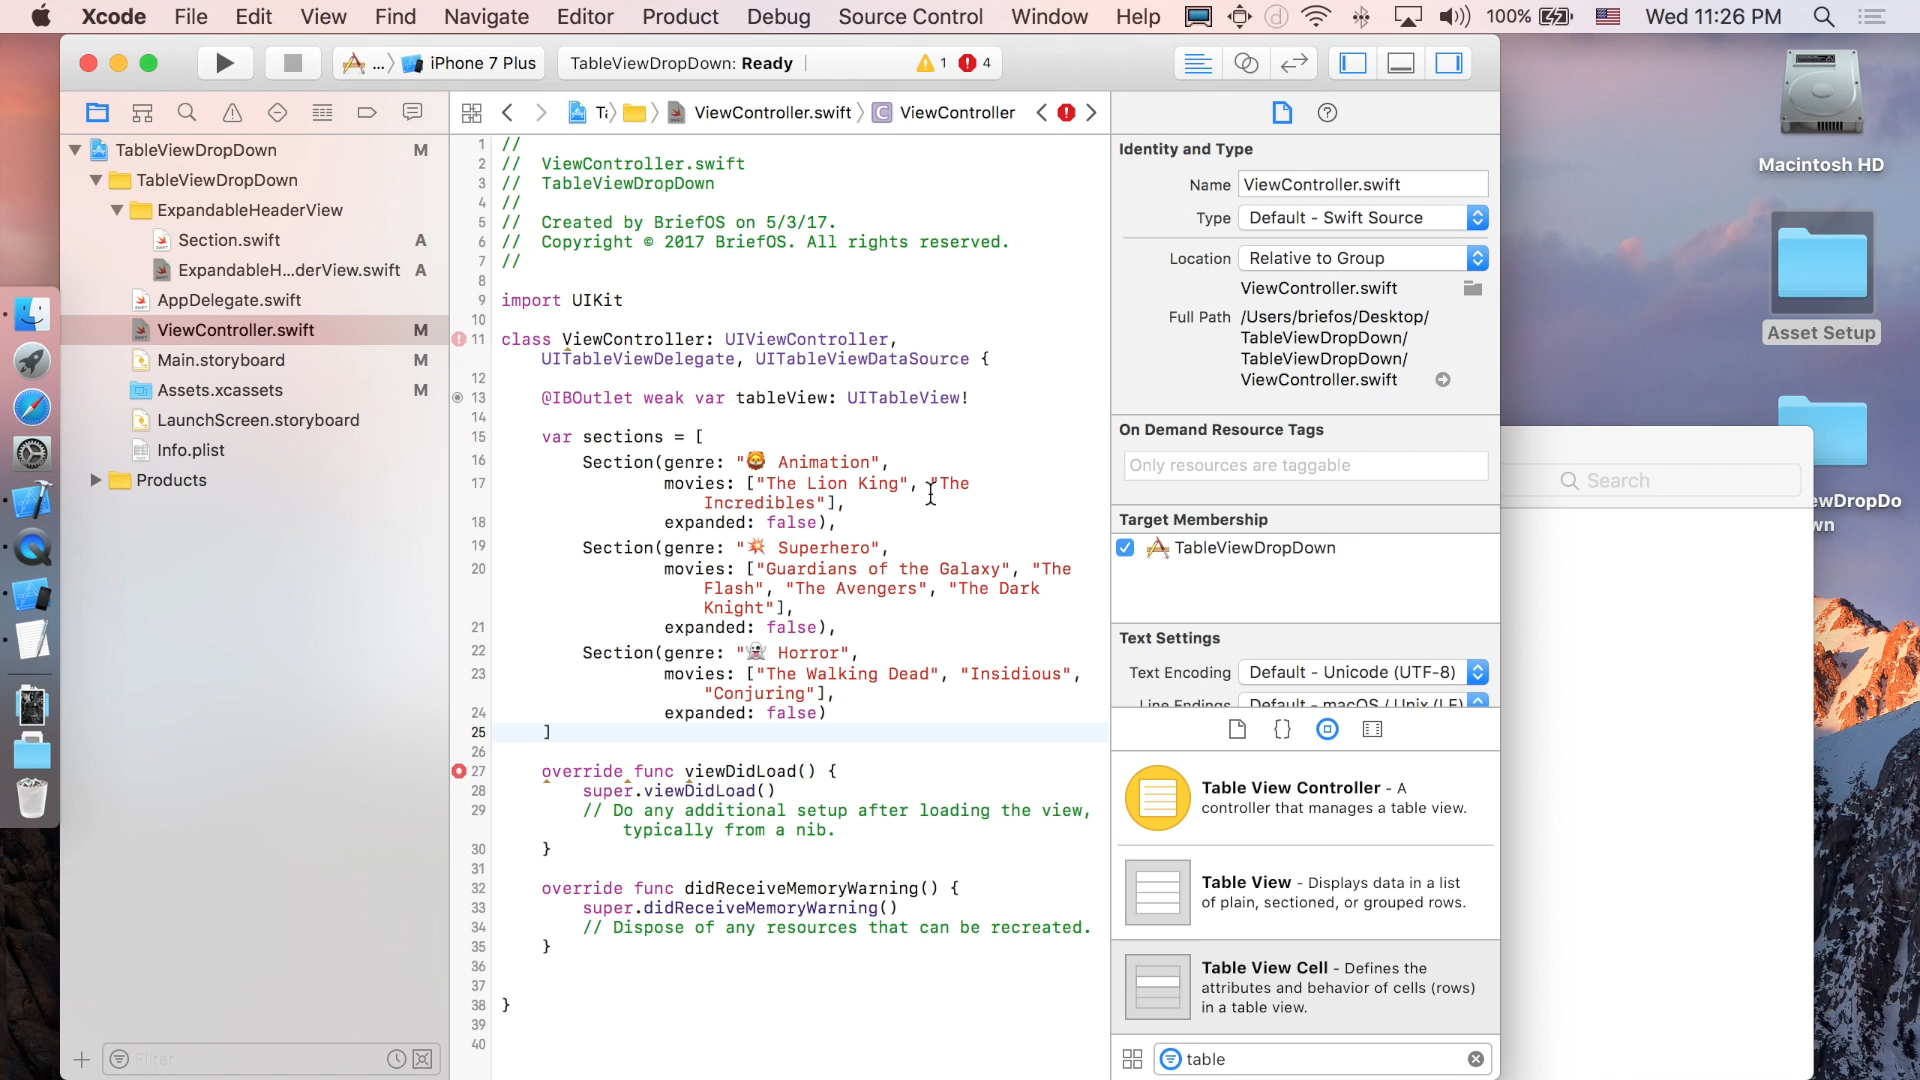 Xcode File Edit View Find Navigate Editor Product Debug Source Control Window Help 100% Wed 11:26 PM
... iPhone 7 Plus TableViewDropDown: Ready 1 4
ViewController.swift ViewController
TableViewDropDown M
TableViewDropDown
ExpandableHeaderView
Section.swift A
ExpandableH...derView.swift A
AppDelegate.swift
ViewController.swift M
Main.storyboard M
Assets.xcassets M
LaunchScreen.storyboard
Info.plist
Products
Filter
1 //
2 // ViewController.swift
3 // TableViewDropDown
4 //
5 // Created by BriefOS on 5/3/17.
6 // Copyright © 2017 BriefOS. All rights reserved.
7 //
8
9 import UIKit
10
11 class ViewController: UIViewController,
UITableViewDelegate, UITableViewDataSource {
12
13 @IBOutlet weak var tableView: UITableView!
14
15 var sections = [
16 Section(genre: "🦁 Animation",
17 movies: ["The Lion King", "The
Incredibles"],
18 expanded: false),
19 Section(genre: "💥 Superhero",
20 movies: ["Guardians of the Galaxy", "The
Flash", "The Avengers", "The Dark
Knight"],
21 expanded: false),
22 Section(genre: "👻 Horror",
23 movies: ["The Walking Dead", "Insidious",
"Conjuring"],
24 expanded: false)
25 ]
26
27 override func viewDidLoad() {
28 super.viewDidLoad()
29 // Do any additional setup after loading the view,
typically from a nib.
30 }
31
32 override func didReceiveMemoryWarning() {
33 super.didReceiveMemoryWarning()
34 // Dispose of any resources that can be recreated.
35 }
36
37
38 }
39
40
Identity and Type
Name ViewController.swift
Type Default - Swift Source
Location Relative to Group
ViewController.swift
Full Path /Users/briefos/Desktop/
TableViewDropDown/
TableViewDropDown/
ViewController.swift
On Demand Resource Tags
Only resources are taggable
Target Membership
TableViewDropDown
Text Settings
Text Encoding Default - Unicode (UTF-8)
Line Endings Default - macOS / Unix (LF)
Table View Controller - A
controller that manages a table view.
Table View - Displays data in a list
of plain, sectioned, or grouped rows.
Table View Cell - Defines the
attributes and behavior of cells (rows)
in a table view.
table
Macintosh HD
Asset Setup
Search
ewDropDo
wn